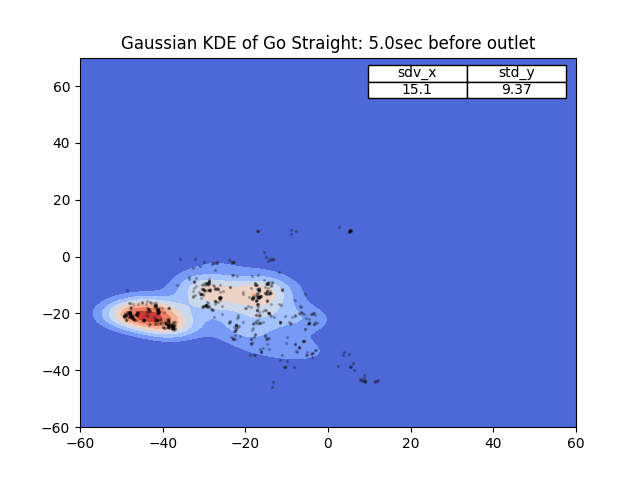 Gaussian KDE of Go Straight: 5.0sec before outlet
sdv_x std_y
15.1 9.37
60
40
20
0
−20
−40
−60
−60 −40 −20 0 20 40 60